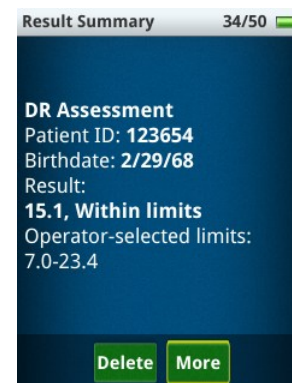 Result Summary 34/50
DR Assessment
Patient ID: 123654
Birthdate: 2/29/68
Result:
15.1, Within limits
Operator-selected limits:
7.0-23.4
Delete More